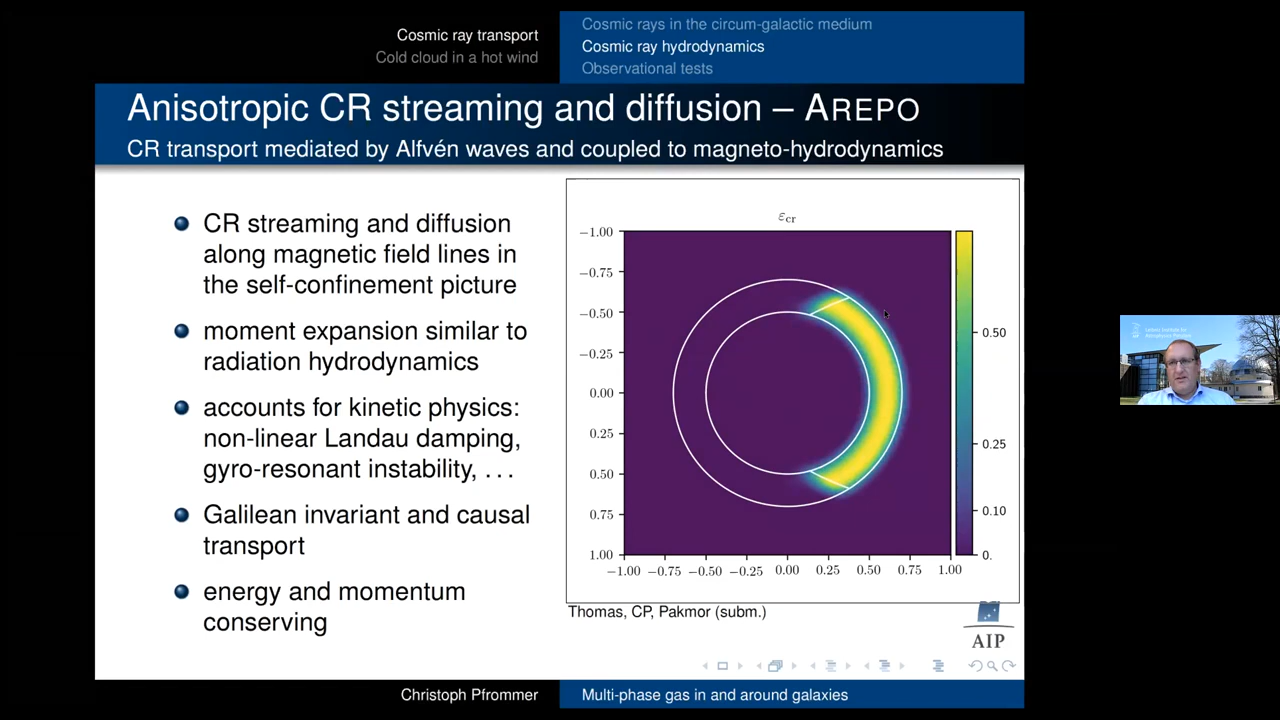 Cosmic ray transport
Cold cloud in a hot wind
Cosmic rays in the circum-galactic medium
Cosmic ray hydrodynamics
Observational tests
Anisotropic CR streaming and diffusion – AREPO
CR transport mediated by Alfvén waves and coupled to magneto-hydrodynamics
CR streaming and diffusion
along magnetic field lines in
the self-confinement picture
moment expansion similar to
radiation hydrodynamics
accounts for kinetic physics:
non-linear Landau damping,
gyro-resonant instability, . . .
Galilean invariant and causal
transport
energy and momentum
conserving
εcr
−1.00
−0.75
−0.50
−0.25
0.00
0.25
0.50
0.75
1.00
−1.00 −0.75 −0.50 −0.25 0.00 0.25 0.50 0.75 1.00
0.50
0.25
0.10
0.
Thomas, CP, Pakmor (subm.)
AIP
Christoph Pfrommer
Multi-phase gas in and around galaxies